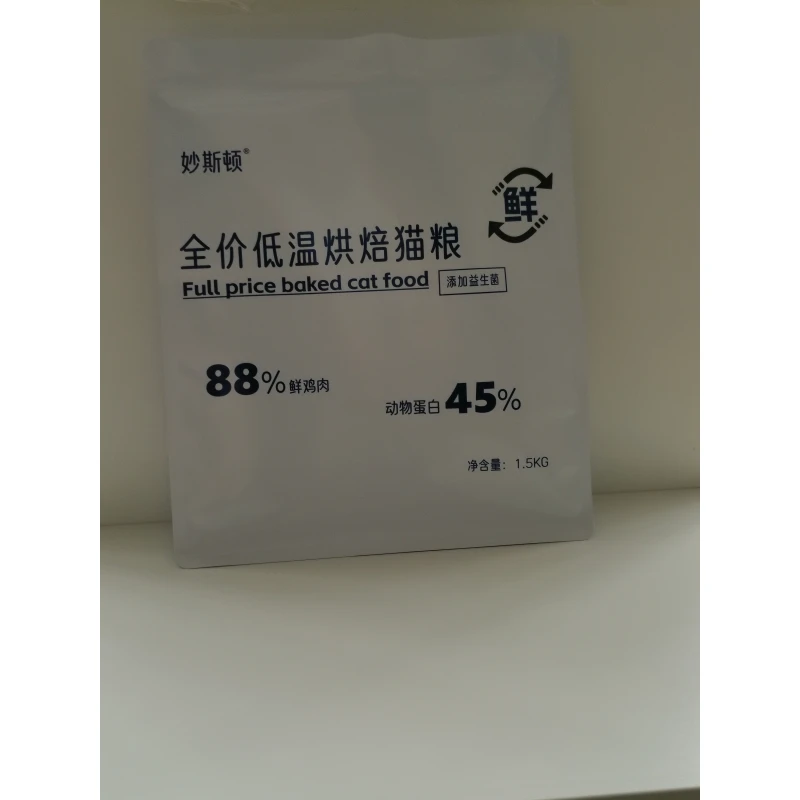 妙斯顿®
鲜
全价低温烘焙猫粮
Full price baked cat food
添加益生菌
88%鲜鸡肉
动物蛋白45%
净含量：1.5KG